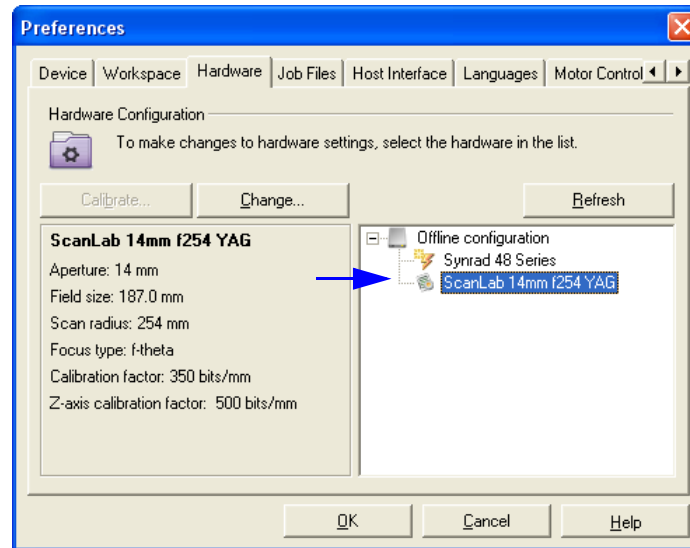 Preferences
Device Workspace Hardware Job Files Host Interface Languages Motor Control
Hardware Configuration
To make changes to hardware settings, select the hardware in the list.
Calibrate... Change... Refresh
ScanLab 14mm f254 YAG
Aperture: 14 mm
Field size: 187.0 mm
Scan radius: 254 mm
Focus type: f-theta
Calibration factor: 350 bits/mm
Z-axis calibration factor: 500 bits/mm
Offline configuration
Synrad 48 Series
ScanLab 14mm f254 YAG
OK Cancel Help